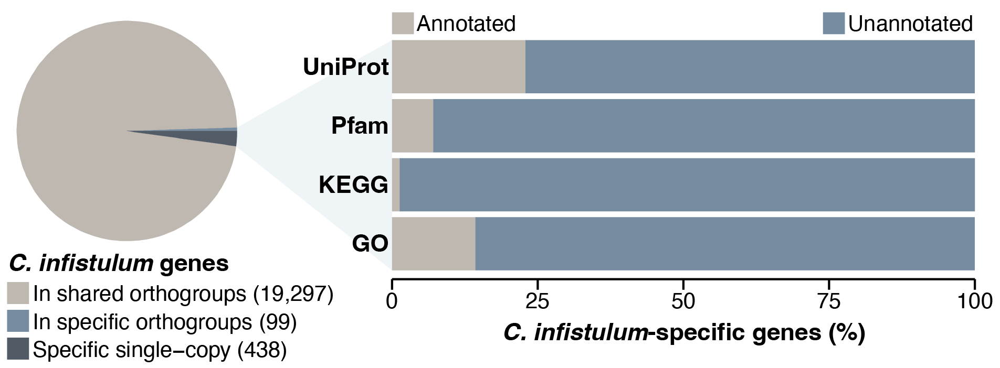 Annotated
Unannotated
UniProt
Pfam
KEGG
GO
0 25 50 75 100
C. infistulum-specific genes (%)
C. infistulum genes
In shared orthogroups (19,297)
In specific orthogroups (99)
Specific single−copy (438)